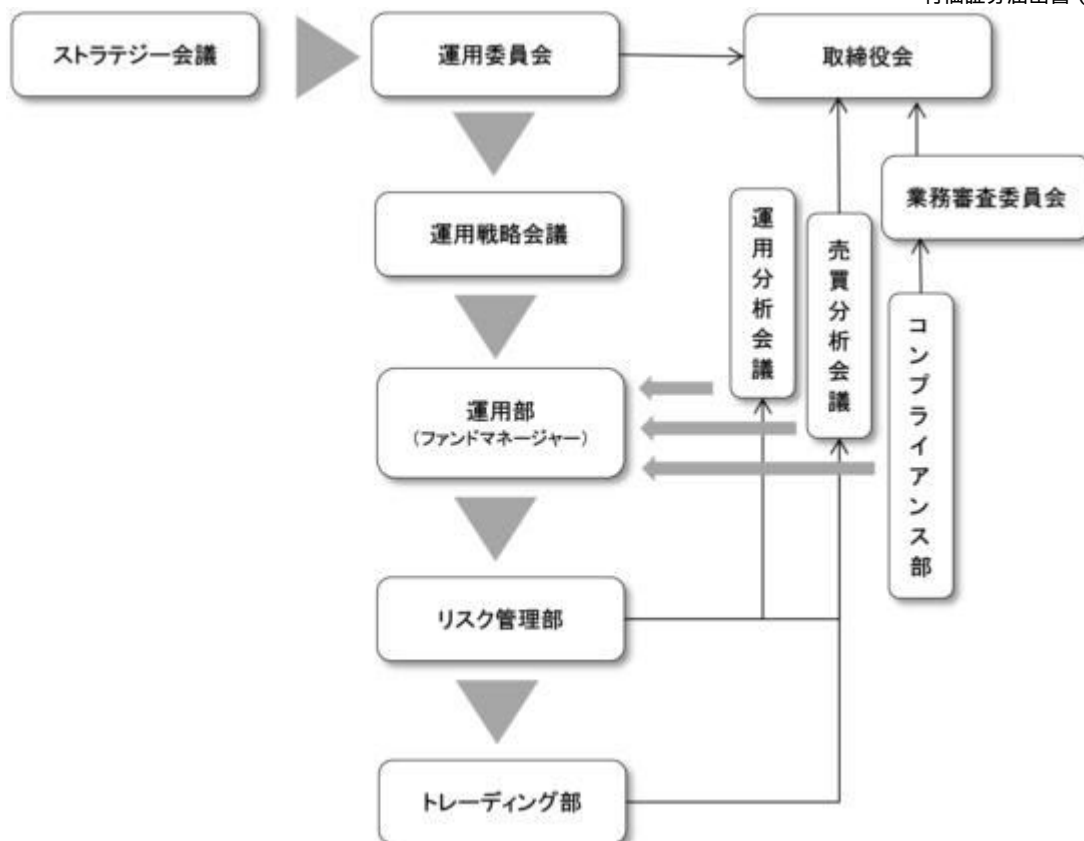 ストラテジー会議
運用委員会
取締役会
業務審査委員会
運用戦略会議
運用分析会議
売買分析会議
コンプライアンス部
運用部
(ファンドマネージャー)
リスク管理部
トレーディング部